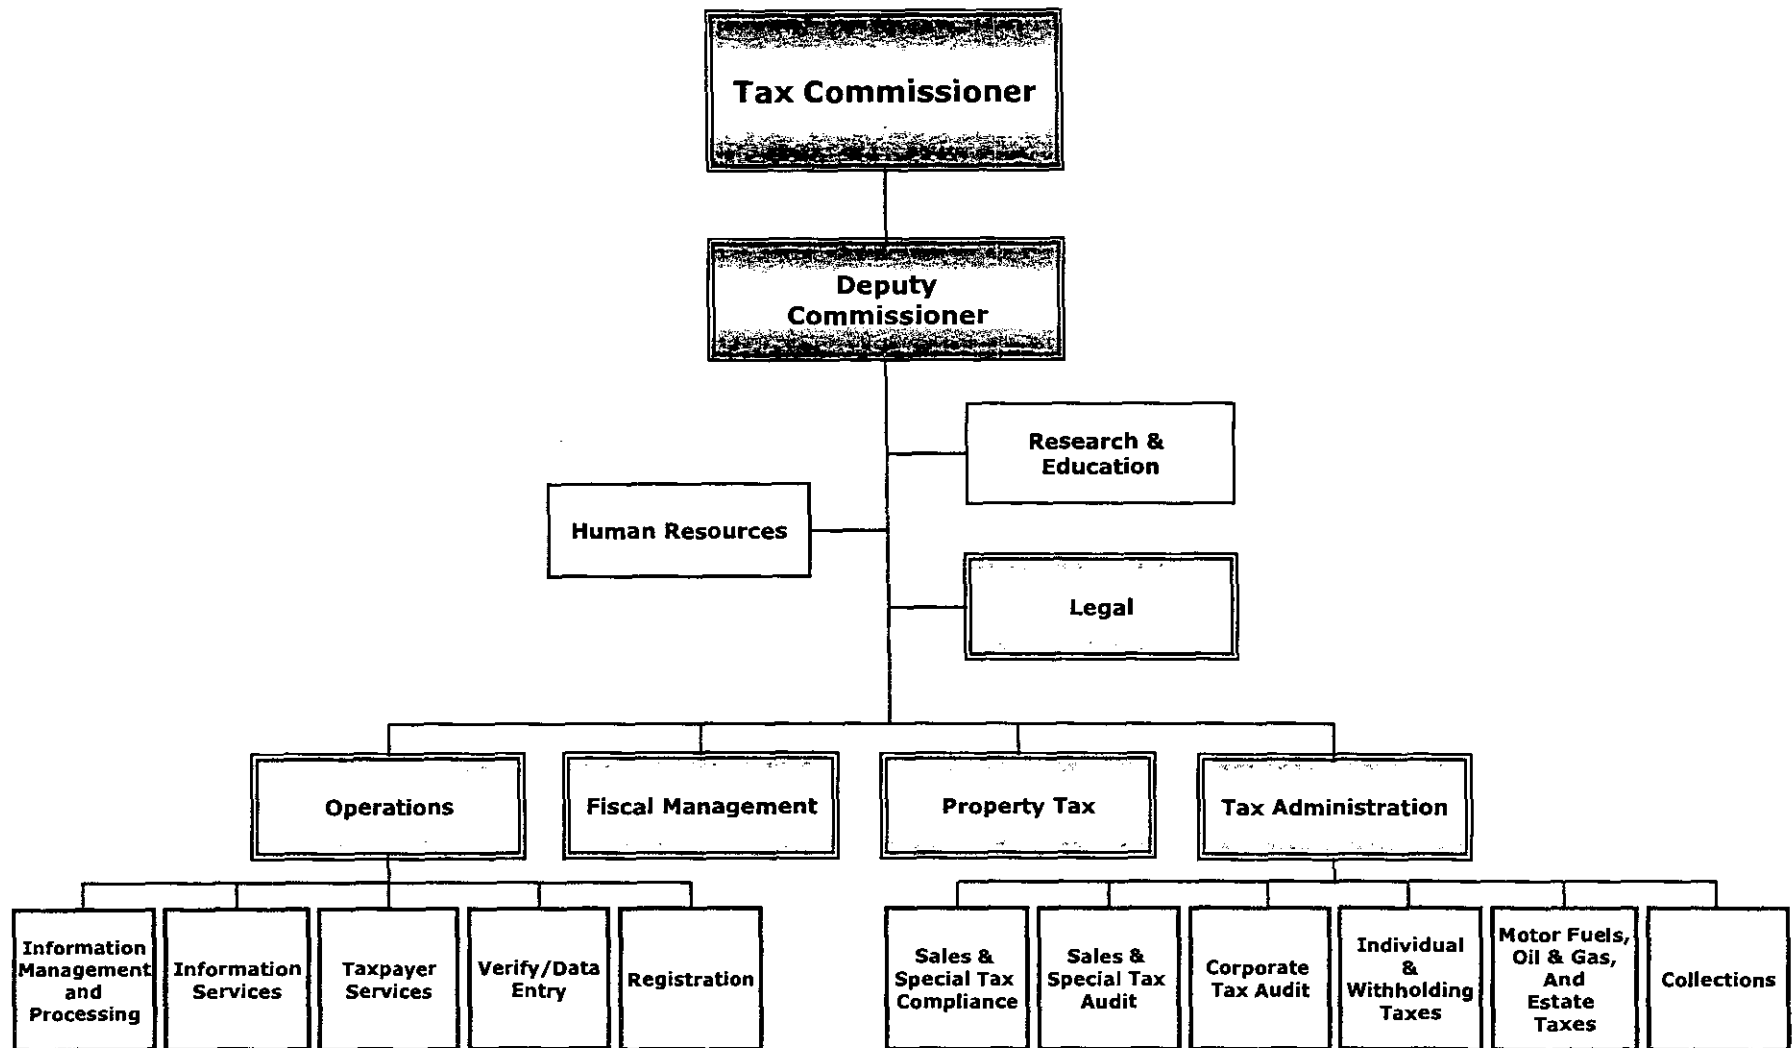 Tax Commissioner
Deputy
Commissioner
Research &
Education
Human Resources
Legal
Operations
Fiscal Management
Property Tax
Tax Administration
Information
Management
and
Processing
Information
Services
Taxpayer
Services
Verify/Data
Entry
Registration
Sales &
Special Tax
Compliance
Sales &
Special Tax
Audit
Corporate
Tax Audit
Individual
&
Withholding
Taxes
Motor Fuels,
Oil & Gas,
And
Estate
Taxes
Collections